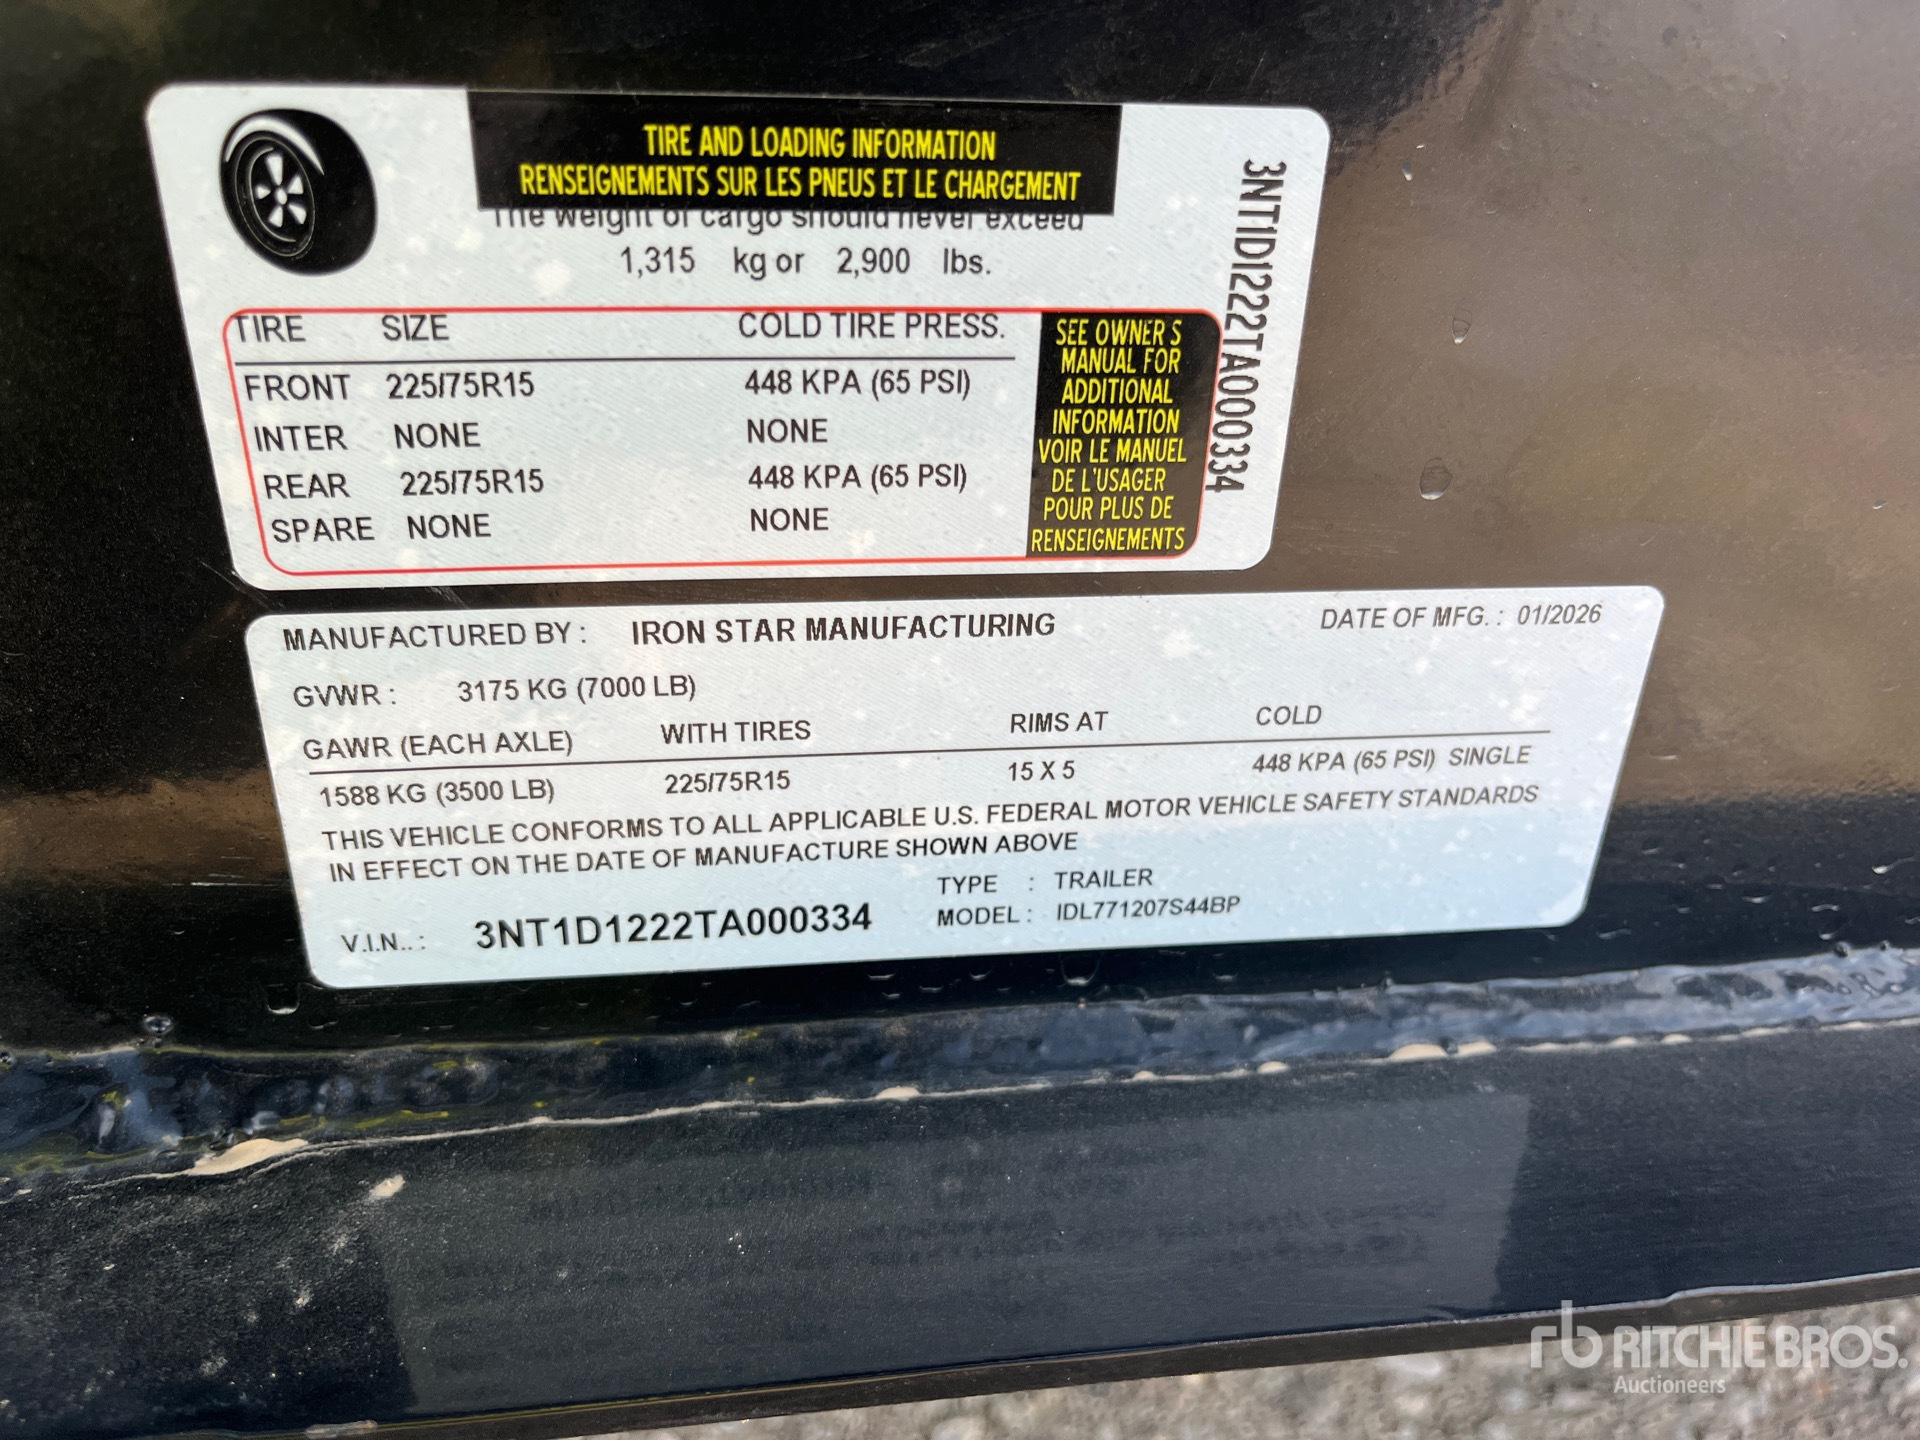 TIRE AND LOADING INFORMATION
RENSEIGNEMENTS SUR LES PNEUS ET LE CHARGEMENT
The weight of cargo should never exceed
1,315 kg or 2,900 lbs.
TIRE SIZE COLD TIRE PRESS.
FRONT 225/75R15 448 KPA (65 PSI)
INTER NONE NONE
REAR 225/75R15 448 KPA (65 PSI)
SPARE NONE NONE
SEE OWNER'S
MANUAL FOR
ADDITIONAL
INFORMATION
VOIR LE MANUEL
DE L'USAGER
POUR PLUS DE
RENSEIGNEMENTS
3NT1D1222TA000334
MANUFACTURED BY : IRON STAR MANUFACTURING DATE OF MFG. : 01/2026
GVWR : 3175 KG (7000 LB)
GAWR (EACH AXLE) WITH TIRES RIMS AT COLD
1588 KG (3500 LB) 225/75R15 15 X 5 448 KPA (65 PSI) SINGLE
THIS VEHICLE CONFORMS TO ALL APPLICABLE U.S. FEDERAL MOTOR VEHICLE SAFETY STANDARDS
IN EFFECT ON THE DATE OF MANUFACTURE SHOWN ABOVE
TYPE : TRAILER
V.I.N.. : 3NT1D1222TA000334 MODEL : IDL771207S44BP
rb RITCHIE BROS.
Auctioneers